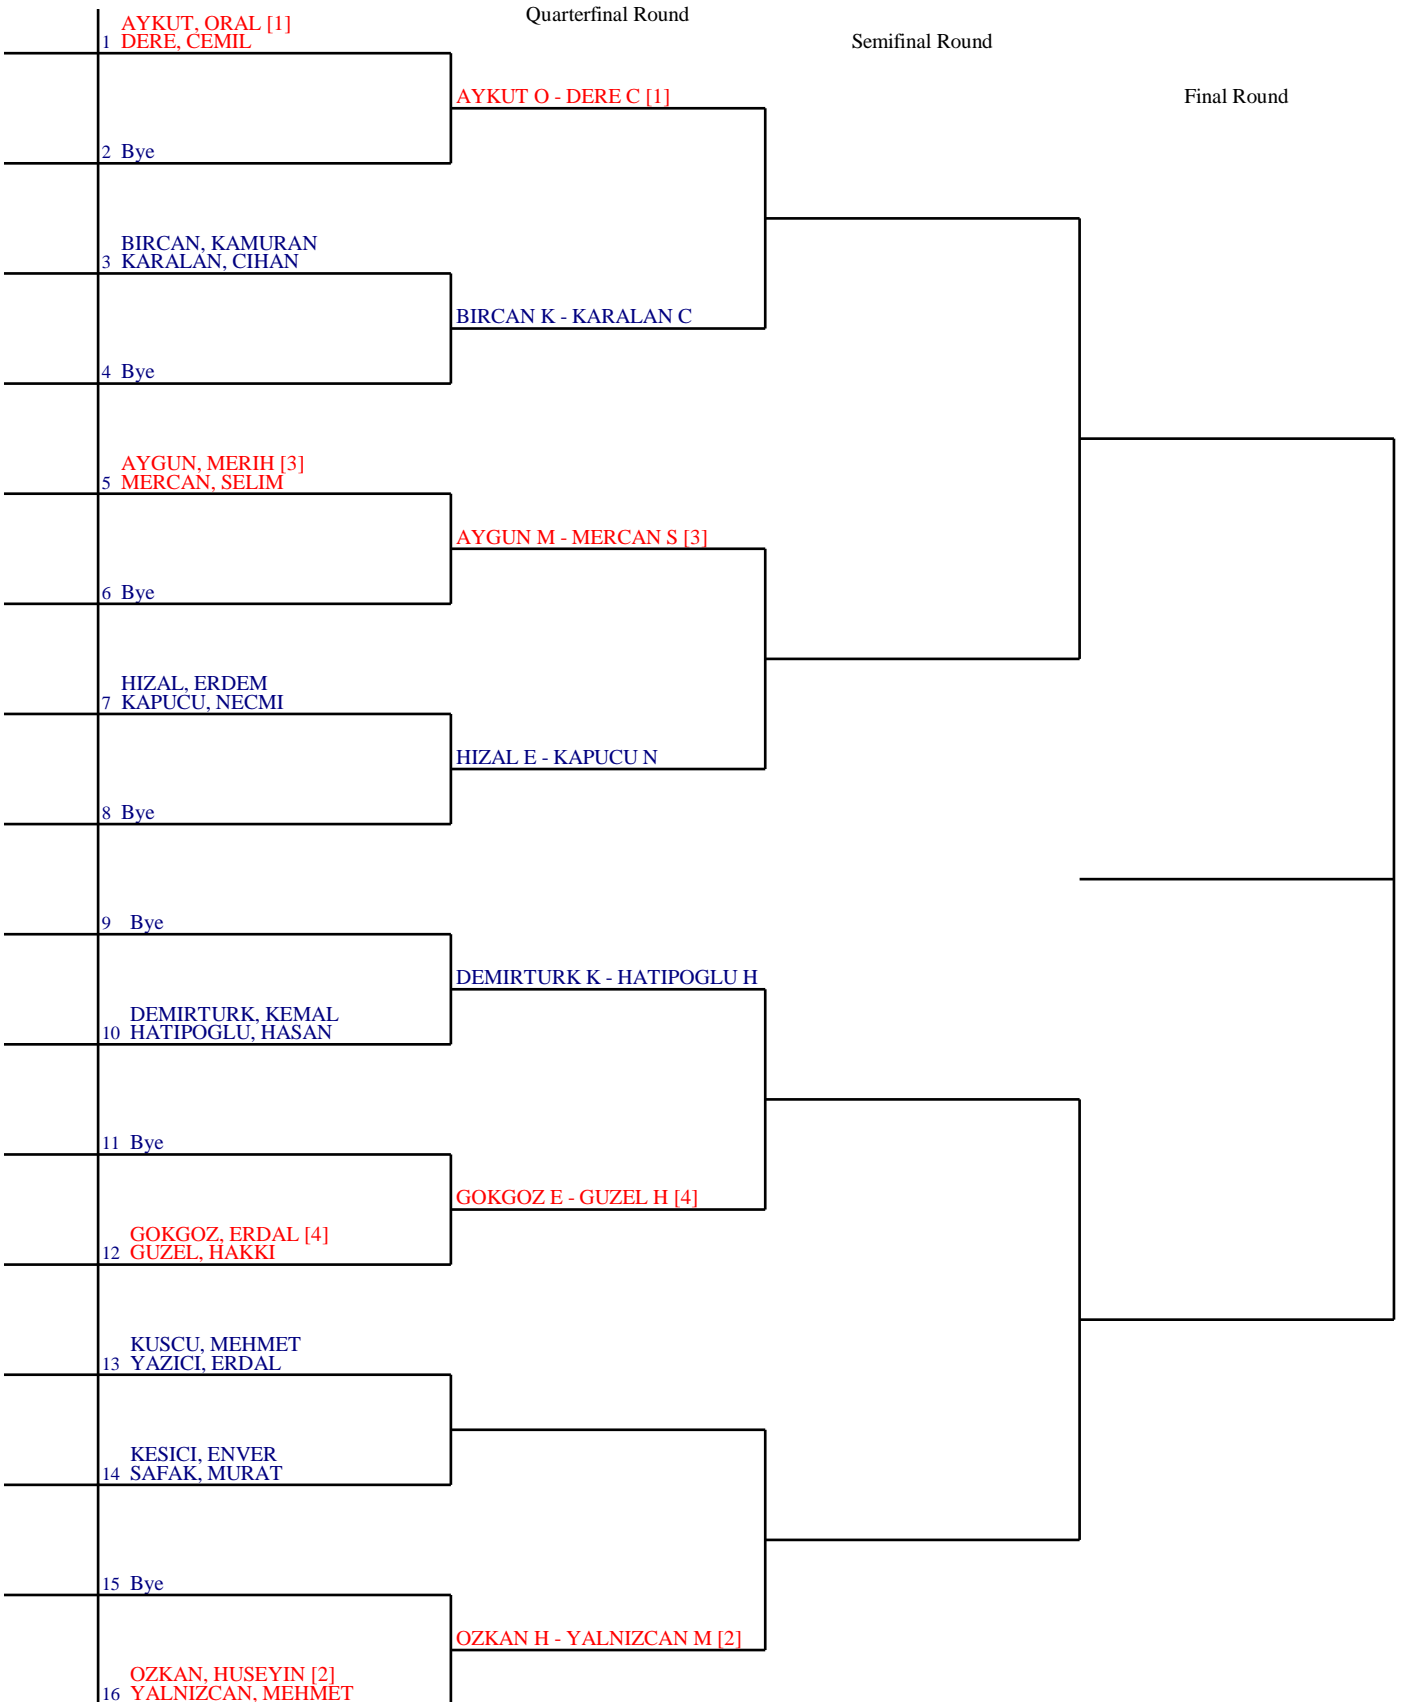 Quarterfinal Round
Semifinal Round
Final Round
AYKUT, ORAL [1]
1 DERE, CEMIL
AYKUT O - DERE C [1]
2 Bye
BIRCAN, KAMURAN
3 KARALAN, CIHAN
BIRCAN K - KARALAN C
4 Bye
AYGUN, MERIH [3]
5 MERCAN, SELIM
AYGUN M - MERCAN S [3]
6 Bye
HIZAL, ERDEM
7 KAPUCU, NECMI
HIZAL E - KAPUCU N
8 Bye
9 Bye
DEMIRTURK K - HATIPOGLU H
DEMIRTURK, KEMAL
10 HATIPOGLU, HASAN
11 Bye
GOKGOZ E - GUZEL H [4]
GOKGOZ, ERDAL [4]
12 GUZEL, HAKKI
KUSCU, MEHMET
13 YAZICI, ERDAL
KESICI, ENVER
14 SAFAK, MURAT
15 Bye
OZKAN H - YALNIZCAN M [2]
OZKAN, HUSEYIN [2]
16 YALNIZCAN, MEHMET